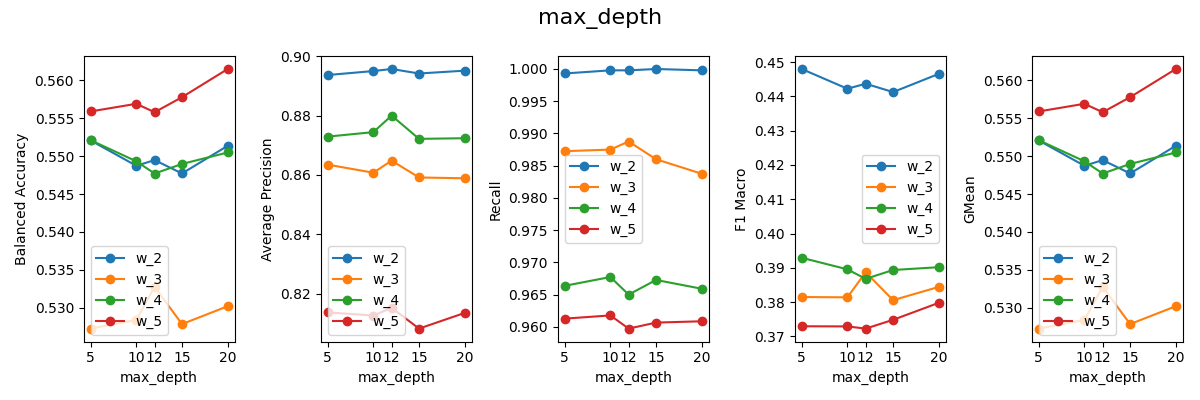 max_depth
Balanced Accuracy
0.560
0.555
0.550
0.545
0.540
0.535
0.530
w_2
w_3
w_4
w_5
5 10 12 15 20
max_depth
Average Precision
0.90
0.88
0.86
0.84
0.82
w_2
w_3
w_4
w_5
5 10 12 15 20
max_depth
Recall
1.000
0.995
0.990
0.985
0.980
0.975
0.970
0.965
0.960
w_2
w_3
w_4
w_5
5 10 12 15 20
max_depth
F1 Macro
0.45
0.44
0.43
0.42
0.41
0.40
0.39
0.38
0.37
w_2
w_3
w_4
w_5
5 10 12 15 20
max_depth
GMean
0.560
0.555
0.550
0.545
0.540
0.535
0.530
w_2
w_3
w_4
w_5
5 10 12 15 20
max_depth